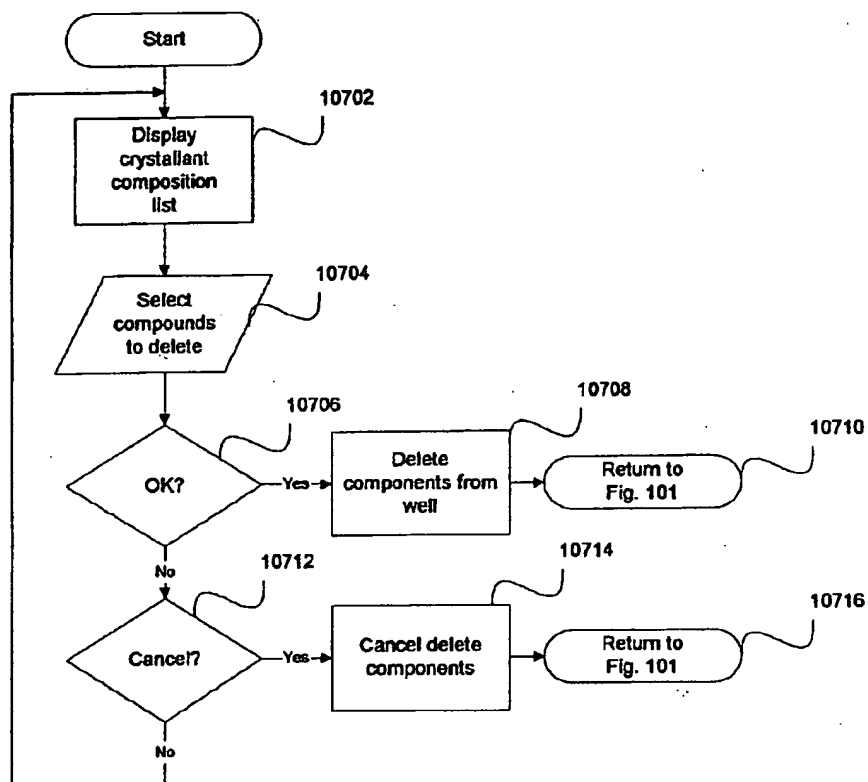 Start
10702
Display
crystallant
composition
list
10704
Select
compounds
to delete
10706
OK?
Yes
10708
Delete
components from
well
10710
Return to
Fig. 101
No
10712
Cancel?
Yes
10714
Cancel delete
components
10716
Return to
Fig. 101
No